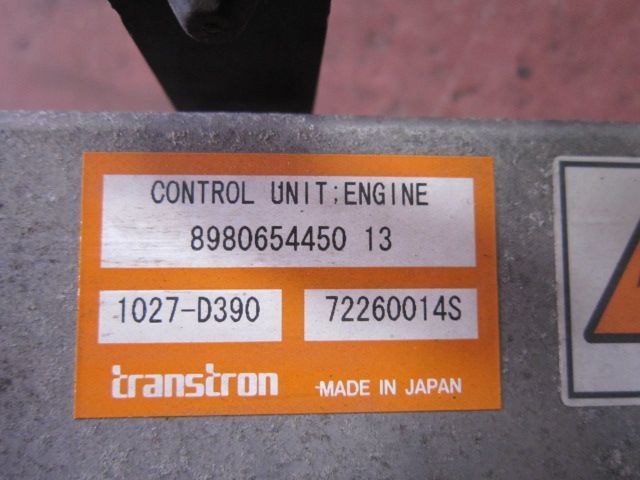 CONTROL UNIT;ENGINE
8980654450 13
1027-D390 72260014S
transtron MADE IN JAPAN